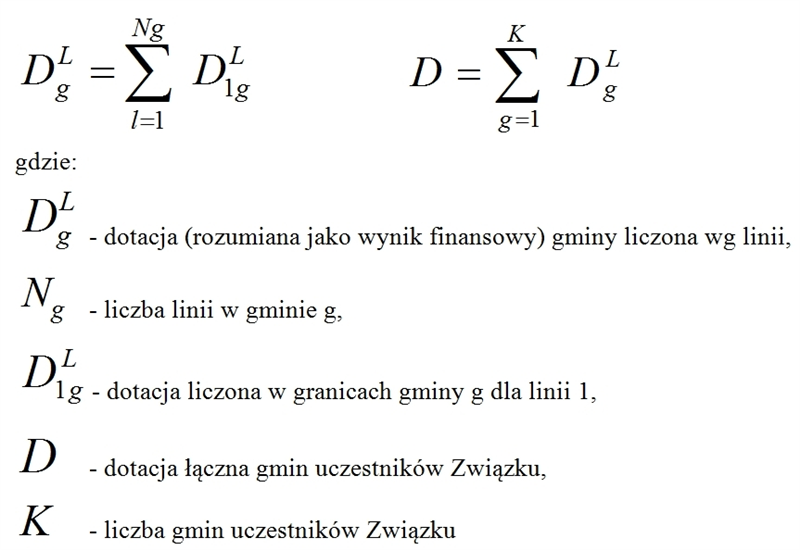 D_g^L = \sum_{l=1}^{Ng} D_{1g}^L    D = \sum_{g=1}^{K} D_g^L
gdzie:
D_g^L - dotacja (rozumiana jako wynik finansowy) gminy liczona wg linii,
N_g - liczba linii w gminie g,
D_{1g}^L - dotacja liczona w granicach gminy g dla linii 1,
D - dotacja łączna gmin uczestników Związku,
K - liczba gmin uczestników Związku